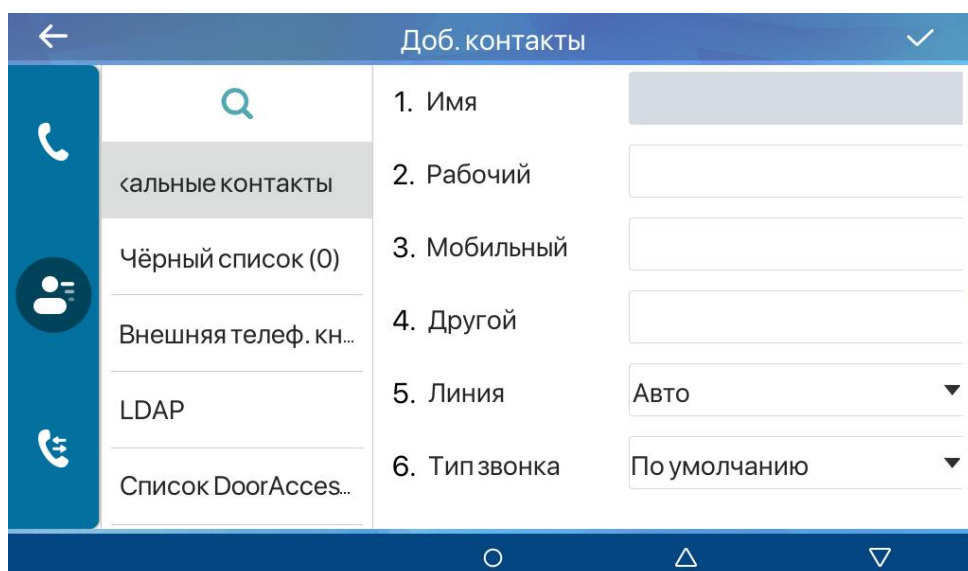 Доб. контакты
‹альные контакты
Чёрный список (0)
Внешняя телеф. кн...
LDAP
Список DoorAcces...
1. Имя
2. Рабочий
3. Мобильный
4. Другой
5. Линия Авто
6. Тип звонка По умолчанию